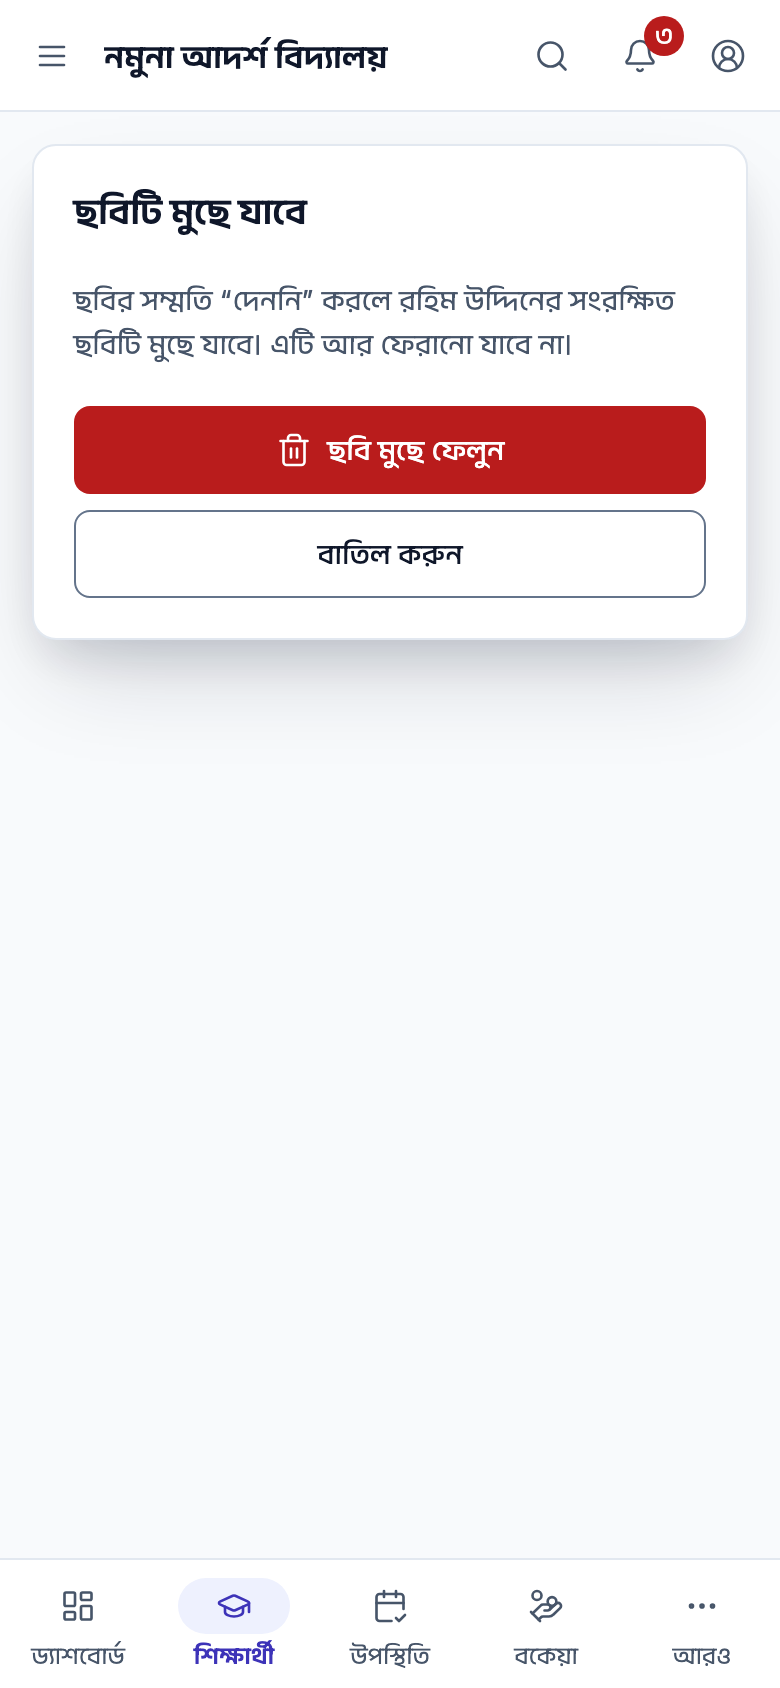 নমুনা আদর্শ বিদ্যালয়
৩
ছবিটি মুছে যাবে
ছবির সম্মতি “দেননি” করলে রহিম উদ্দিনের সংরক্ষিত
ছবিটি মুছে যাবে। এটি আর ফেরানো যাবে না।
ছবি মুছে ফেলুন
বাতিল করুন
ড্যাশবোর্ড
শিক্ষার্থী
উপস্থিতি
বকেয়া
আরও